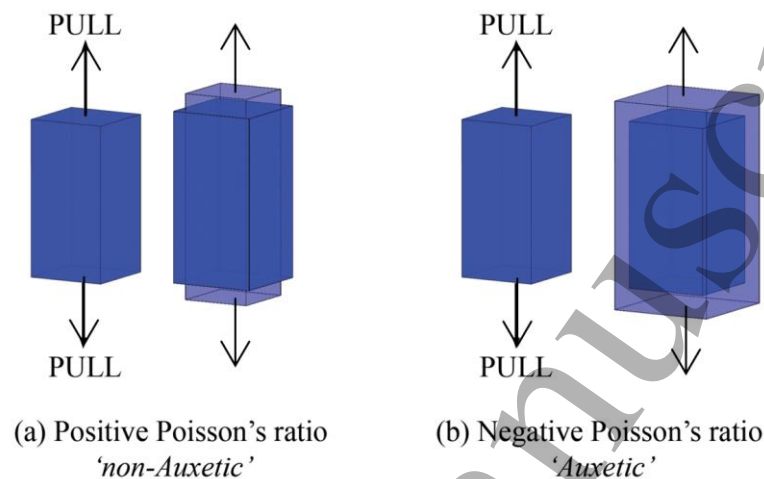 PULL
PULL
PULL
PULL
(a) Positive Poisson's ratio
‘non-Auxetic’
(b) Negative Poisson's ratio
‘Auxetic’